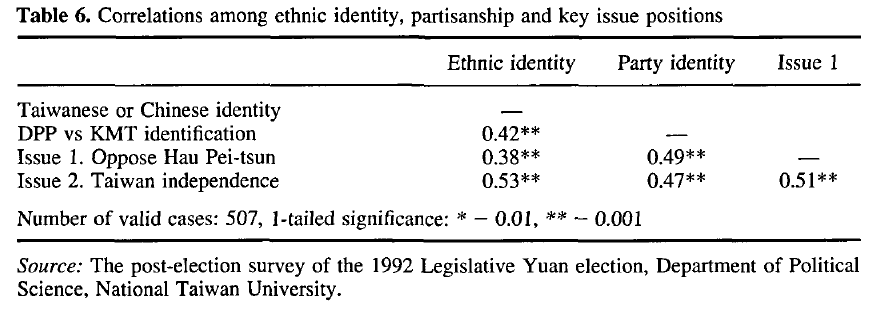 Table 6. Correlations among ethnic identity, partisanship and key issue positions
Ethnic identity Party identity Issue 1
Taiwanese or Chinese identity —
DPP vs KMT identification 0.42** —
Issue 1. Oppose Hau Pei-tsun 0.38** 0.49** —
Issue 2. Taiwan independence 0.53** 0.47** 0.51**
Number of valid cases: 507, 1-tailed significance: * – 0.01, ** – 0.001
Source: The post-election survey of the 1992 Legislative Yuan election, Department of Political
Science, National Taiwan University.